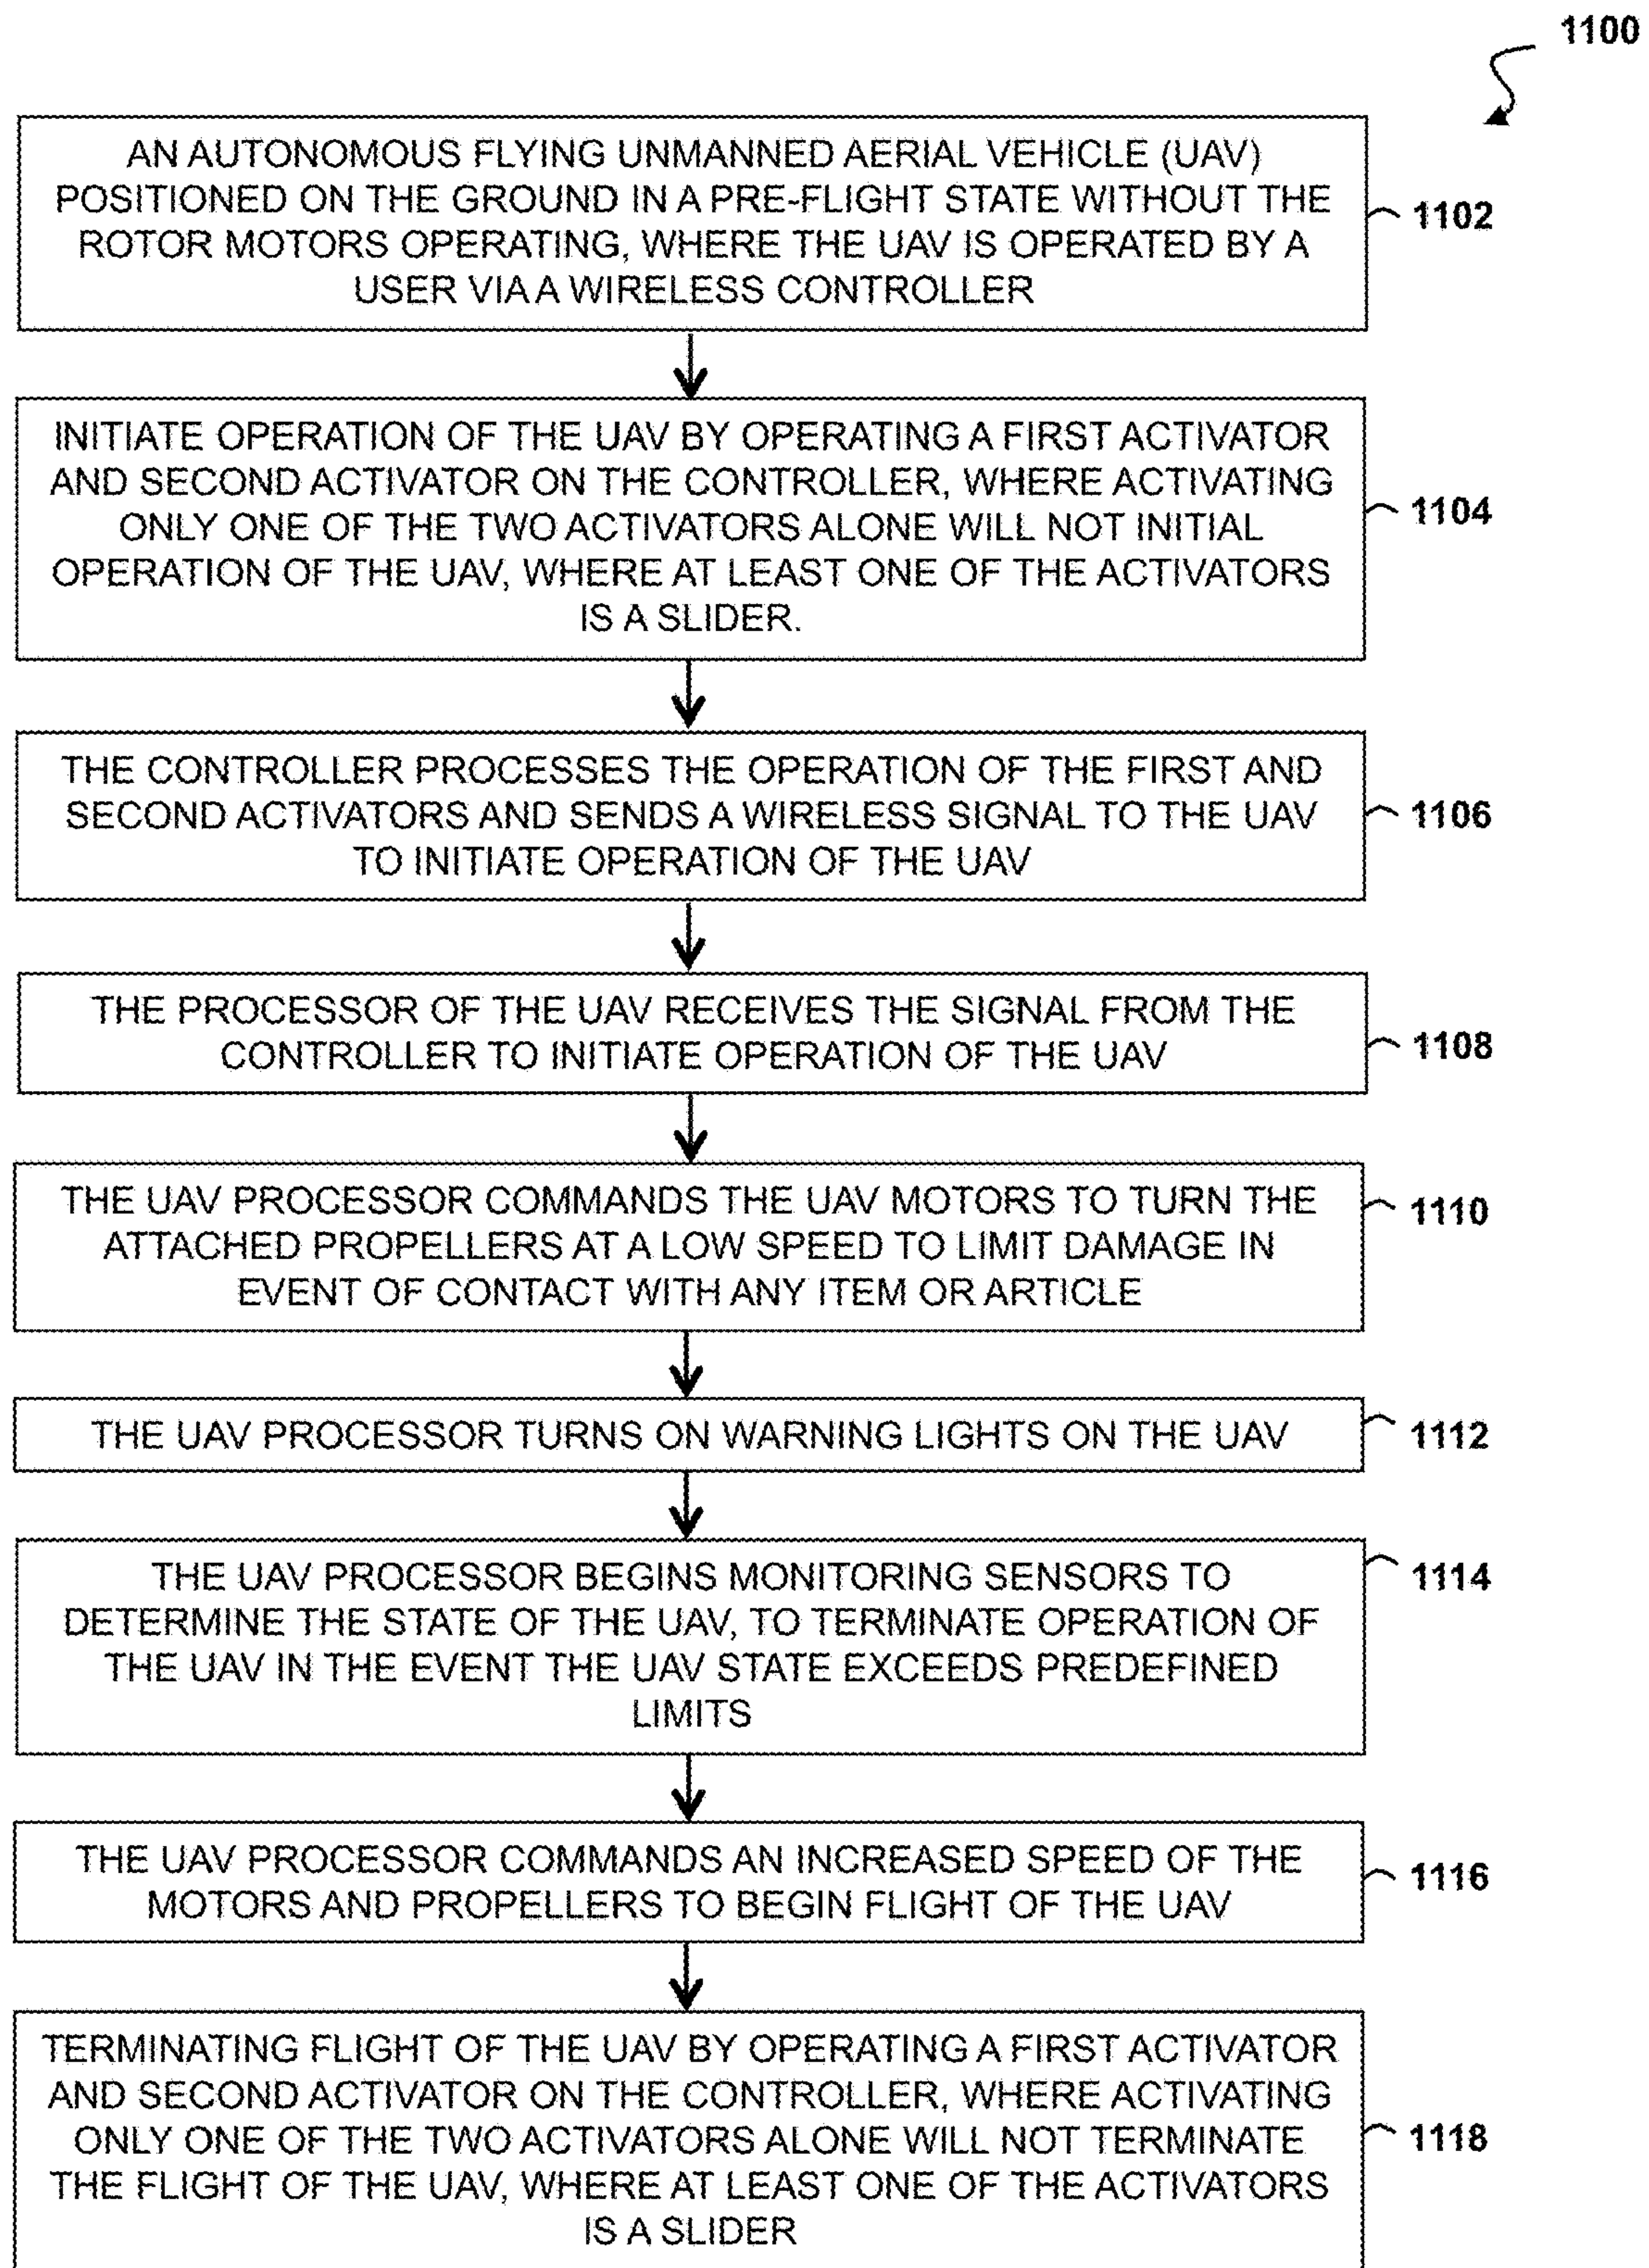 1100
AN AUTONOMOUS FLYING UNMANNED AERIAL VEHICLE (UAV)
POSITIONED ON THE GROUND IN A PRE-FLIGHT STATE WITHOUT THE
ROTOR MOTORS OPERATING, WHERE THE UAV IS OPERATED BY A
USER VIA A WIRELESS CONTROLLER
1102
INITIATE OPERATION OF THE UAV BY OPERATING A FIRST ACTIVATOR
AND SECOND ACTIVATOR ON THE CONTROLLER, WHERE ACTIVATING
ONLY ONE OF THE TWO ACTIVATORS ALONE WILL NOT INITIAL
OPERATION OF THE UAV, WHERE AT LEAST ONE OF THE ACTIVATORS
IS A SLIDER.
1104
THE CONTROLLER PROCESSES THE OPERATION OF THE FIRST AND
SECOND ACTIVATORS AND SENDS A WIRELESS SIGNAL TO THE UAV
TO INITIATE OPERATION OF THE UAV
1106
THE PROCESSOR OF THE UAV RECEIVES THE SIGNAL FROM THE
CONTROLLER TO INITIATE OPERATION OF THE UAV
1108
THE UAV PROCESSOR COMMANDS THE UAV MOTORS TO TURN THE
ATTACHED PROPELLERS AT A LOW SPEED TO LIMIT DAMAGE IN
EVENT OF CONTACT WITH ANY ITEM OR ARTICLE
1110
THE UAV PROCESSOR TURNS ON WARNING LIGHTS ON THE UAV
1112
THE UAV PROCESSOR BEGINS MONITORING SENSORS TO
DETERMINE THE STATE OF THE UAV, TO TERMINATE OPERATION OF
THE UAV IN THE EVENT THE UAV STATE EXCEEDS PREDEFINED
LIMITS
1114
THE UAV PROCESSOR COMMANDS AN INCREASED SPEED OF THE
MOTORS AND PROPELLERS TO BEGIN FLIGHT OF THE UAV
1116
TERMINATING FLIGHT OF THE UAV BY OPERATING A FIRST ACTIVATOR
AND SECOND ACTIVATOR ON THE CONTROLLER, WHERE ACTIVATING
ONLY ONE OF THE TWO ACTIVATORS ALONE WILL NOT TERMINATE
THE FLIGHT OF THE UAV, WHERE AT LEAST ONE OF THE ACTIVATORS
IS A SLIDER
1118